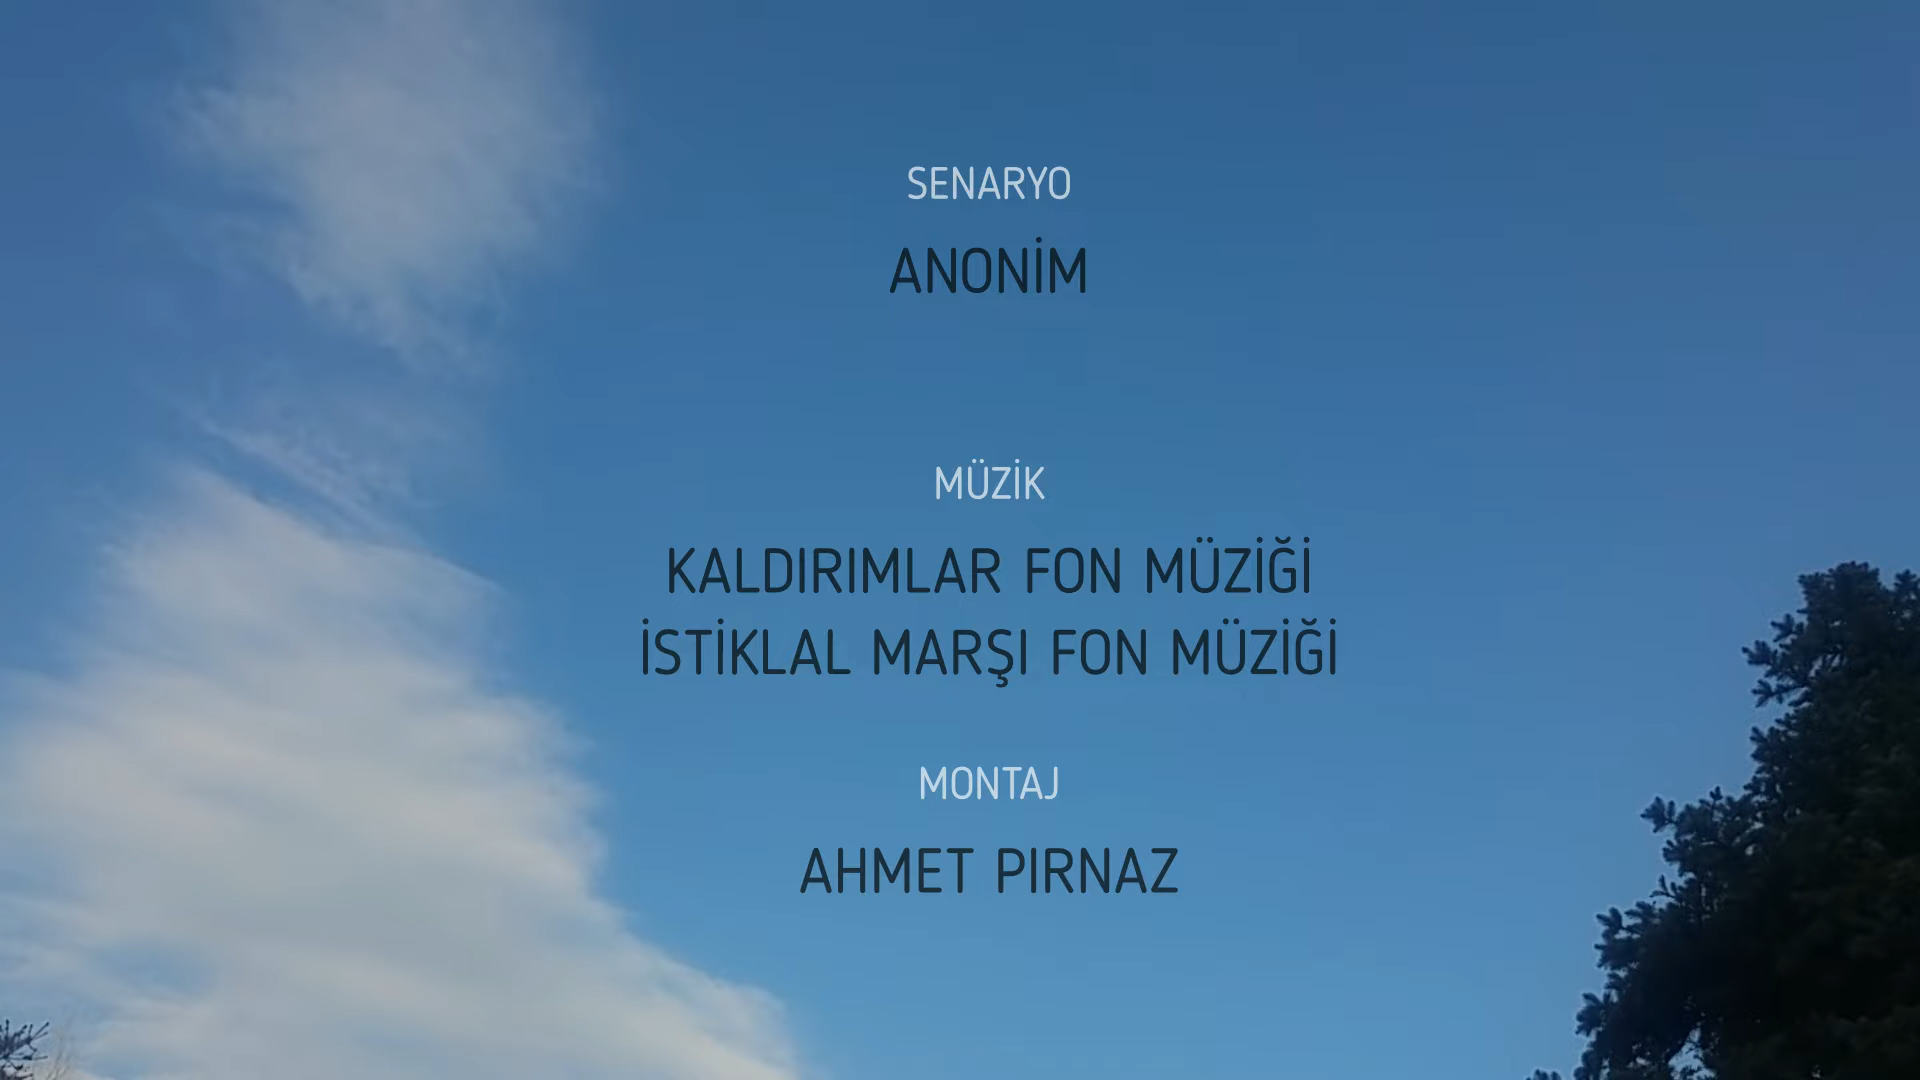 SENARYO
ANONİM
MÜZİK
KALDIRIMLAR FON MÜZİĞİ
İSTİKLAL MARŞI FON MÜZİĞİ
MONTAJ
AHMET PIRNAZ